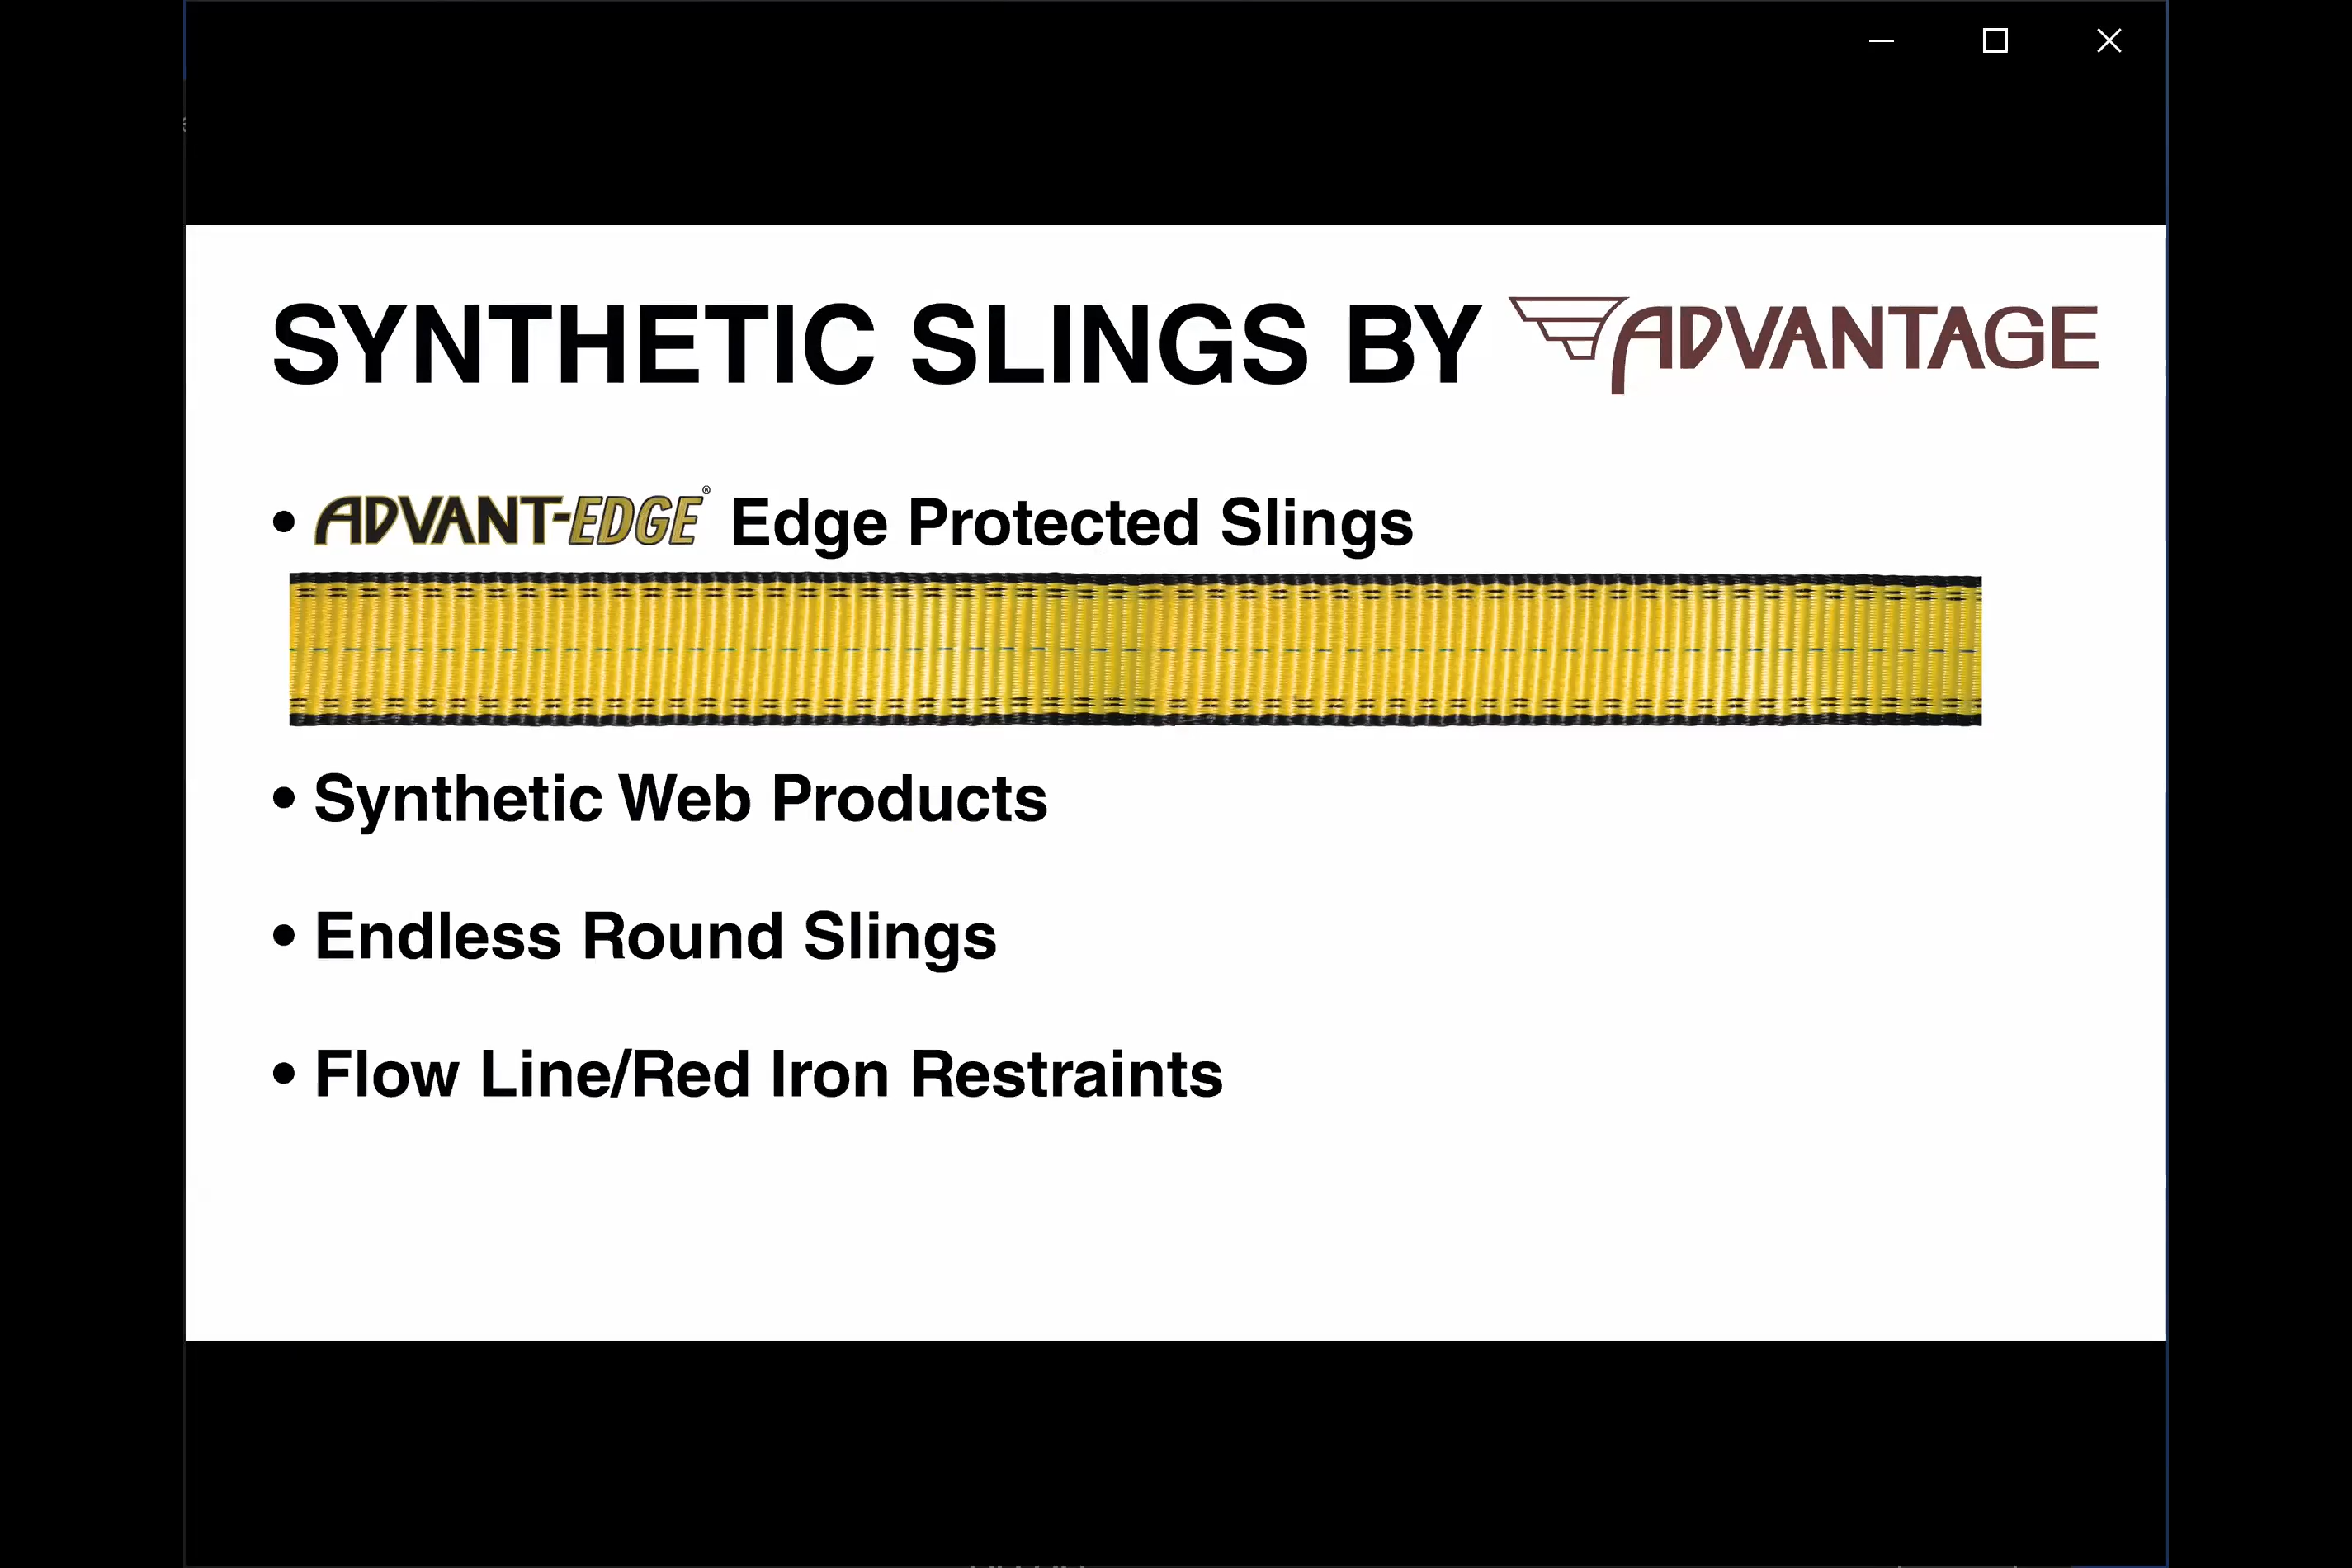 SYNTHETIC SLINGS BY ADVANTAGE
• ADVANT-EDGE® Edge Protected Slings
• Synthetic Web Products
• Endless Round Slings
• Flow Line/Red Iron Restraints